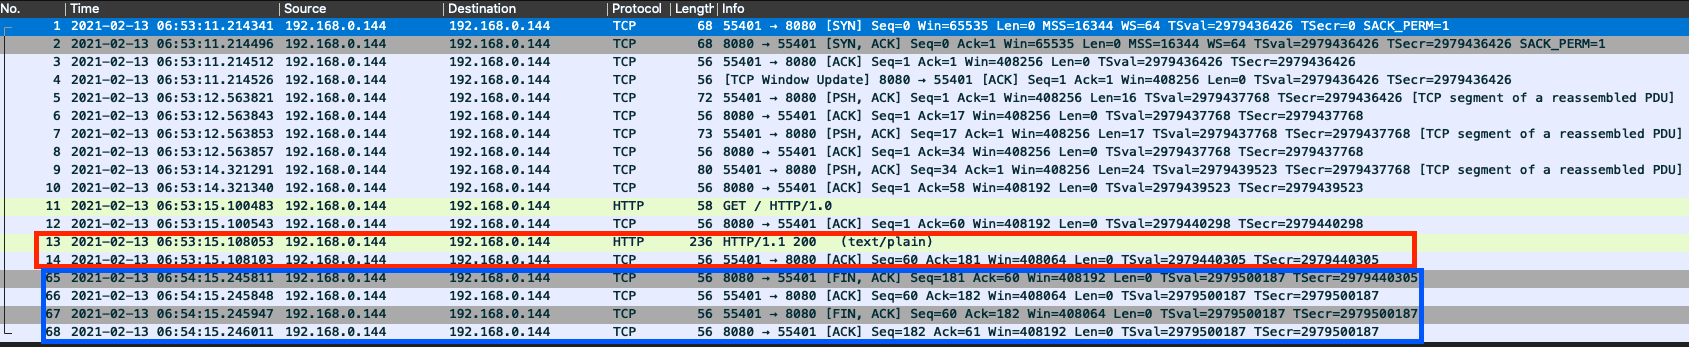 No. Time Source Destination Protocol Length Info
1 2021-02-13 06:53:11.214341 192.168.0.144 192.168.0.144 TCP 68 55401 → 8080 [SYN] Seq=0 Win=65535 Len=0 MSS=16344 WS=64 TSval=2979436426 TSecr=0 SACK_PERM=1
2 2021-02-13 06:53:11.214496 192.168.0.144 192.168.0.144 TCP 68 8080 → 55401 [SYN, ACK] Seq=0 Ack=1 Win=65535 Len=0 MSS=16344 WS=64 TSval=2979436426 TSecr=2979436426 SACK_PERM=1
3 2021-02-13 06:53:11.214512 192.168.0.144 192.168.0.144 TCP 56 55401 → 8080 [ACK] Seq=1 Ack=1 Win=408256 Len=0 TSval=2979436426 TSecr=2979436426
4 2021-02-13 06:53:11.214526 192.168.0.144 192.168.0.144 TCP 56 [TCP Window Update] 8080 → 55401 [ACK] Seq=1 Ack=1 Win=408256 Len=0 TSval=2979436426 TSecr=2979436426
5 2021-02-13 06:53:12.563821 192.168.0.144 192.168.0.144 TCP 72 55401 → 8080 [PSH, ACK] Seq=1 Ack=1 Win=408256 Len=16 TSval=2979437768 TSecr=2979436426 [TCP segment of a reassembled PDU]
6 2021-02-13 06:53:12.563843 192.168.0.144 192.168.0.144 TCP 56 8080 → 55401 [ACK] Seq=1 Ack=17 Win=408256 Len=0 TSval=2979437768 TSecr=2979437768
7 2021-02-13 06:53:12.563853 192.168.0.144 192.168.0.144 TCP 73 55401 → 8080 [PSH, ACK] Seq=17 Ack=1 Win=408256 Len=17 TSval=2979437768 TSecr=2979437768 [TCP segment of a reassembled PDU]
8 2021-02-13 06:53:12.563857 192.168.0.144 192.168.0.144 TCP 56 8080 → 55401 [ACK] Seq=1 Ack=34 Win=408256 Len=0 TSval=2979437768 TSecr=2979437768
9 2021-02-13 06:53:14.321291 192.168.0.144 192.168.0.144 TCP 80 55401 → 8080 [PSH, ACK] Seq=34 Ack=1 Win=408256 Len=24 TSval=2979439523 TSecr=2979437768 [TCP segment of a reassembled PDU]
10 2021-02-13 06:53:14.321340 192.168.0.144 192.168.0.144 TCP 56 8080 → 55401 [ACK] Seq=1 Ack=58 Win=408192 Len=0 TSval=2979439523 TSecr=2979439523
11 2021-02-13 06:53:15.100483 192.168.0.144 192.168.0.144 HTTP 58 GET / HTTP/1.0
12 2021-02-13 06:53:15.100543 192.168.0.144 192.168.0.144 TCP 56 8080 → 55401 [ACK] Seq=1 Ack=60 Win=408192 Len=0 TSval=2979440298 TSecr=2979440298
13 2021-02-13 06:53:15.108053 192.168.0.144 192.168.0.144 HTTP 236 HTTP/1.1 200 (text/plain)
14 2021-02-13 06:53:15.108103 192.168.0.144 192.168.0.144 TCP 56 55401 → 8080 [ACK] Seq=60 Ack=181 Win=408064 Len=0 TSval=2979440305 TSecr=2979440305
65 2021-02-13 06:54:15.245811 192.168.0.144 192.168.0.144 TCP 56 8080 → 55401 [FIN, ACK] Seq=181 Ack=60 Win=408192 Len=0 TSval=2979500187 TSecr=2979440305
66 2021-02-13 06:54:15.245848 192.168.0.144 192.168.0.144 TCP 56 55401 → 8080 [ACK] Seq=60 Ack=182 Win=408064 Len=0 TSval=2979500187 TSecr=2979500187
67 2021-02-13 06:54:15.245947 192.168.0.144 192.168.0.144 TCP 56 55401 → 8080 [FIN, ACK] Seq=60 Ack=182 Win=408064 Len=0 TSval=2979500187 TSecr=2979500187
68 2021-02-13 06:54:15.246011 192.168.0.144 192.168.0.144 TCP 56 8080 → 55401 [ACK] Seq=182 Ack=61 Win=408192 Len=0 TSval=2979500187 TSecr=2979500187